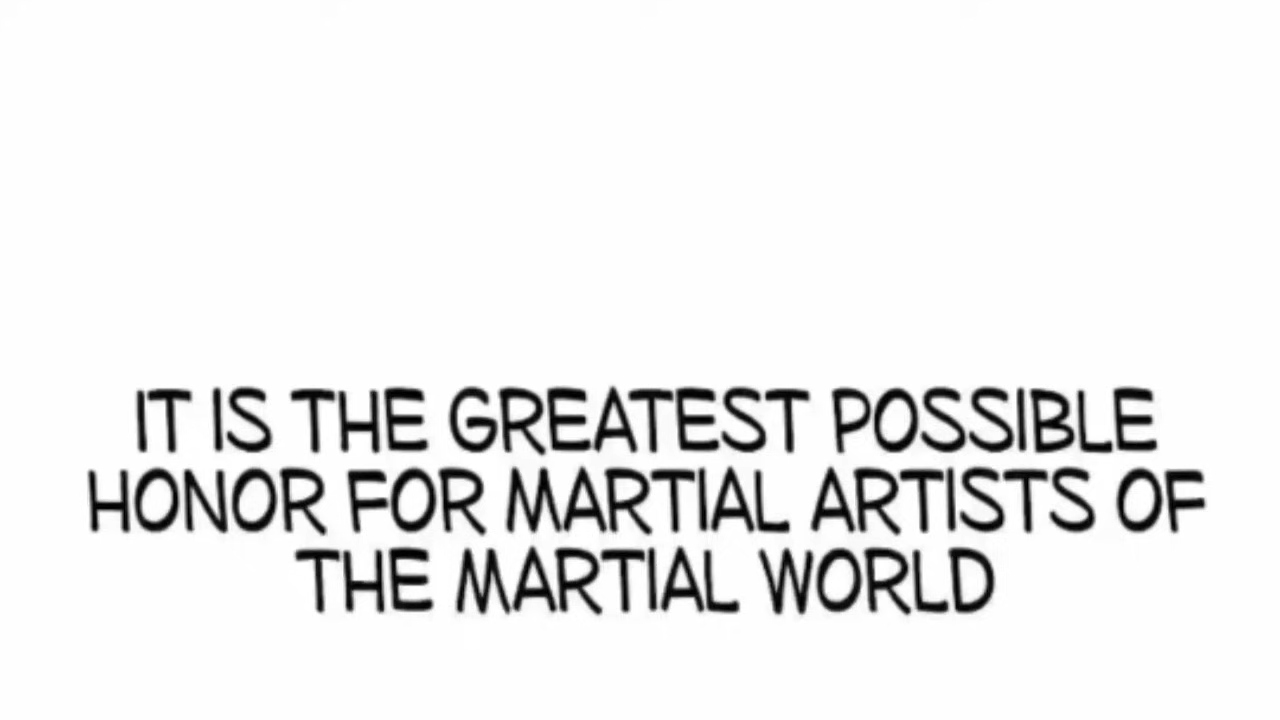 IT IS THE GREATEST POSSIBLE
HONOR FOR MARTIAL ARTISTS OF
THE MARTIAL WORLD